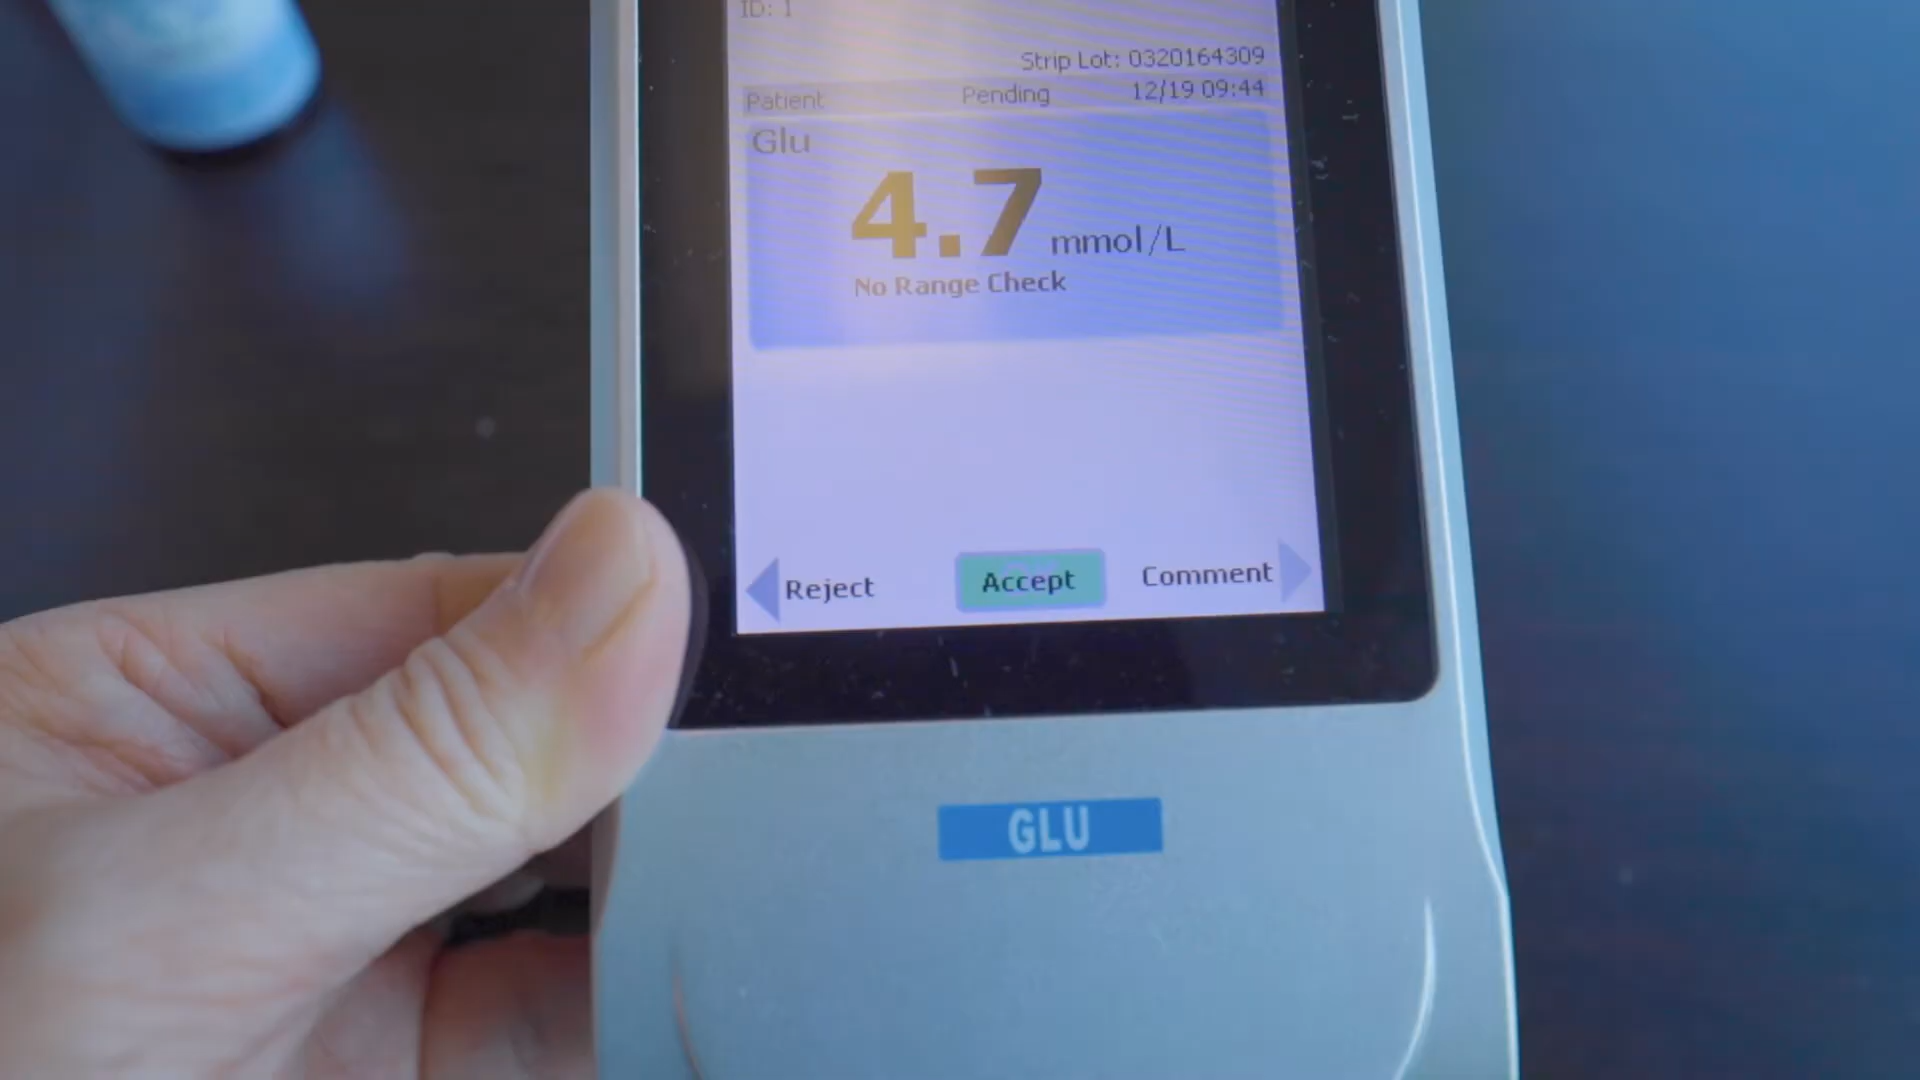 ID: 1
Strip Lot: 0320164309
Patient Pending 12/19 09:44
Glu
4.7 mmol/L
No Range Check
Reject Accept Comment
GLU